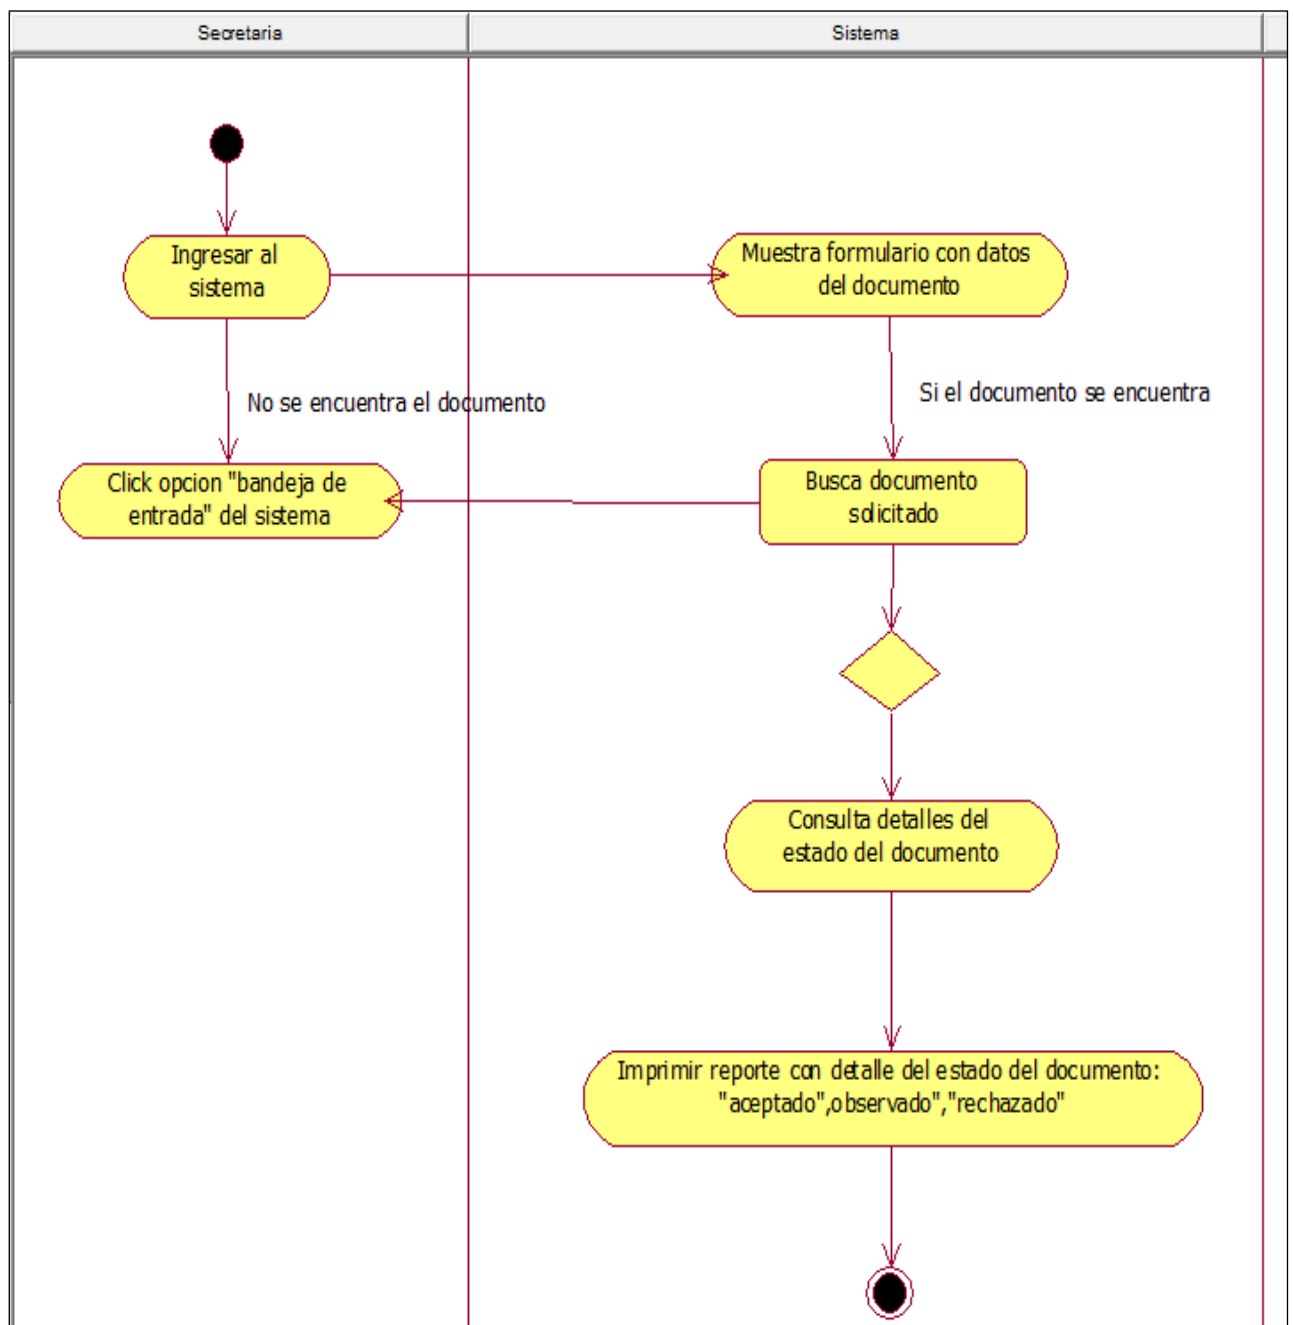 Secretaria
Sistema
Ingresar al
sistema
Muestra formulario con datos
del documento
No se encuentra el documento
Si el documento se encuentra
Click opcion "bandeja de
entrada" del sistema
Busca documento
solicitado
Consulta detalles del
estado del documento
Imprimir reporte con detalle del estado del documento:
"aceptado",observado","rechazado"